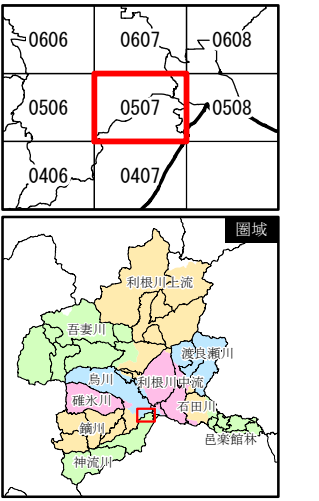 0606 0607 0608
0506 0507 0508
0406 0407
圏域
利根川上流
吾妻川
渡良瀬川
烏川
利根川中流
碓氷川
石田川
鏑川
邑楽館林
神流川